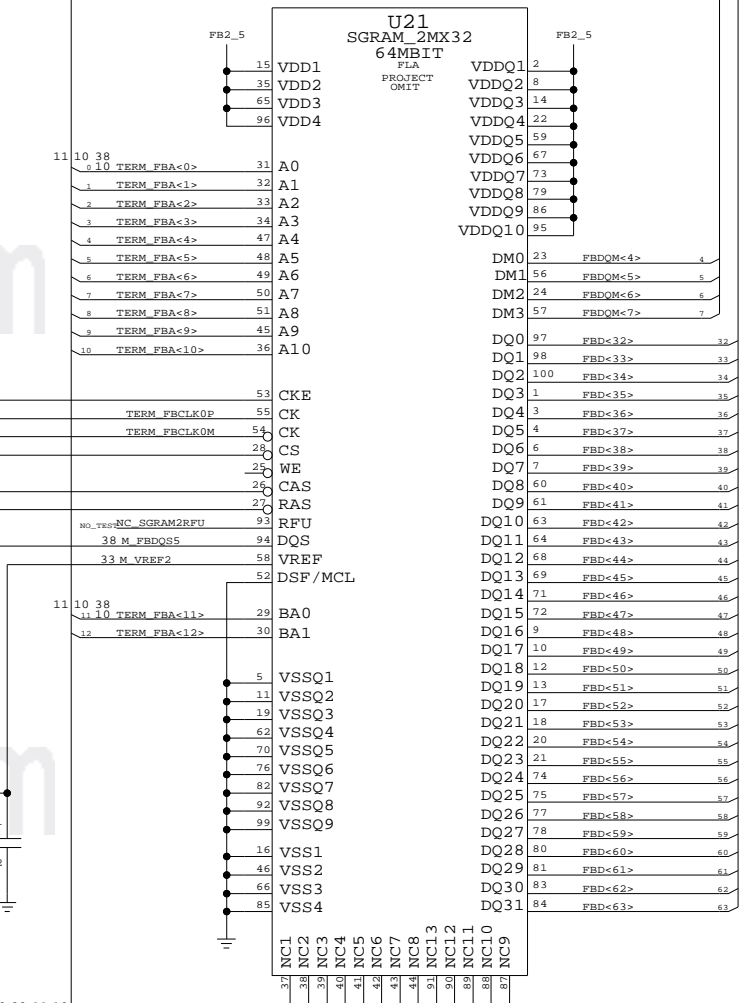 U21
SGRAM_2MX32
64MBIT
FLA
PROJECT
OMIT
FB2_5
FB2_5
15 VDD1
35 VDD2
65 VDD3
96 VDD4
VDDQ1 2
VDDQ2 8
VDDQ3 14
VDDQ4 22
VDDQ5 59
VDDQ6 67
VDDQ7 73
VDDQ8 79
VDDQ9 86
VDDQ10 95
11 10 38
0 10 TERM_FBA<0> 31 A0
1 TERM_FBA<1> 32 A1
2 TERM_FBA<2> 33 A2
3 TERM_FBA<3> 34 A3
4 TERM_FBA<4> 47 A4
5 TERM_FBA<5> 48 A5
6 TERM_FBA<6> 49 A6
7 TERM_FBA<7> 50 A7
8 TERM_FBA<8> 51 A8
9 TERM_FBA<9> 45 A9
10 TERM_FBA<10> 36 A10
DM0 23 FBDQM<4> 4
DM1 56 FBDQM<5> 5
DM2 24 FBDQM<6> 6
DM3 57 FBDQM<7> 7
53 CKE
TERM_FBCLK0P 55 CK
TERM_FBCLK0M 54 CK
28 CS
25 WE
26 CAS
27 RAS
NO_TEST NC_SGRAM2RFU 93 RFU
38 M_FBDQS5 94 DQS
33 M_VREF2 58 VREF
52 DSF/MCL
11 10 38
11 10 TERM_FBA<11> 29 BA0
12 TERM_FBA<12> 30 BA1
DQ0 97 FBD<32> 32
DQ1 98 FBD<33> 33
DQ2 100 FBD<34> 34
DQ3 1 FBD<35> 35
DQ4 3 FBD<36> 36
DQ5 4 FBD<37> 37
DQ6 6 FBD<38> 38
DQ7 7 FBD<39> 39
DQ8 60 FBD<40> 40
DQ9 61 FBD<41> 41
DQ10 63 FBD<42> 42
DQ11 64 FBD<43> 43
DQ12 68 FBD<44> 44
DQ13 69 FBD<45> 45
DQ14 71 FBD<46> 46
DQ15 72 FBD<47> 47
DQ16 9 FBD<48> 48
DQ17 10 FBD<49> 49
DQ18 12 FBD<50> 50
DQ19 13 FBD<51> 51
DQ20 17 FBD<52> 52
DQ21 18 FBD<53> 53
DQ22 20 FBD<54> 54
DQ23 21 FBD<55> 55
DQ24 74 FBD<56> 56
DQ25 75 FBD<57> 57
DQ26 77 FBD<58> 58
DQ27 78 FBD<59> 59
DQ28 80 FBD<60> 60
DQ29 81 FBD<61> 61
DQ30 83 FBD<62> 62
DQ31 84 FBD<63> 63
5 VSSQ1
11 VSSQ2
19 VSSQ3
62 VSSQ4
70 VSSQ5
76 VSSQ6
82 VSSQ7
92 VSSQ8
99 VSSQ9
16 VSS1
46 VSS2
66 VSS3
85 VSS4
37 NC1
38 NC2
39 NC3
40 NC4
41 NC5
42 NC6
43 NC7
44 NC8
91 NC13
90 NC12
89 NC11
88 NC10
87 NC9